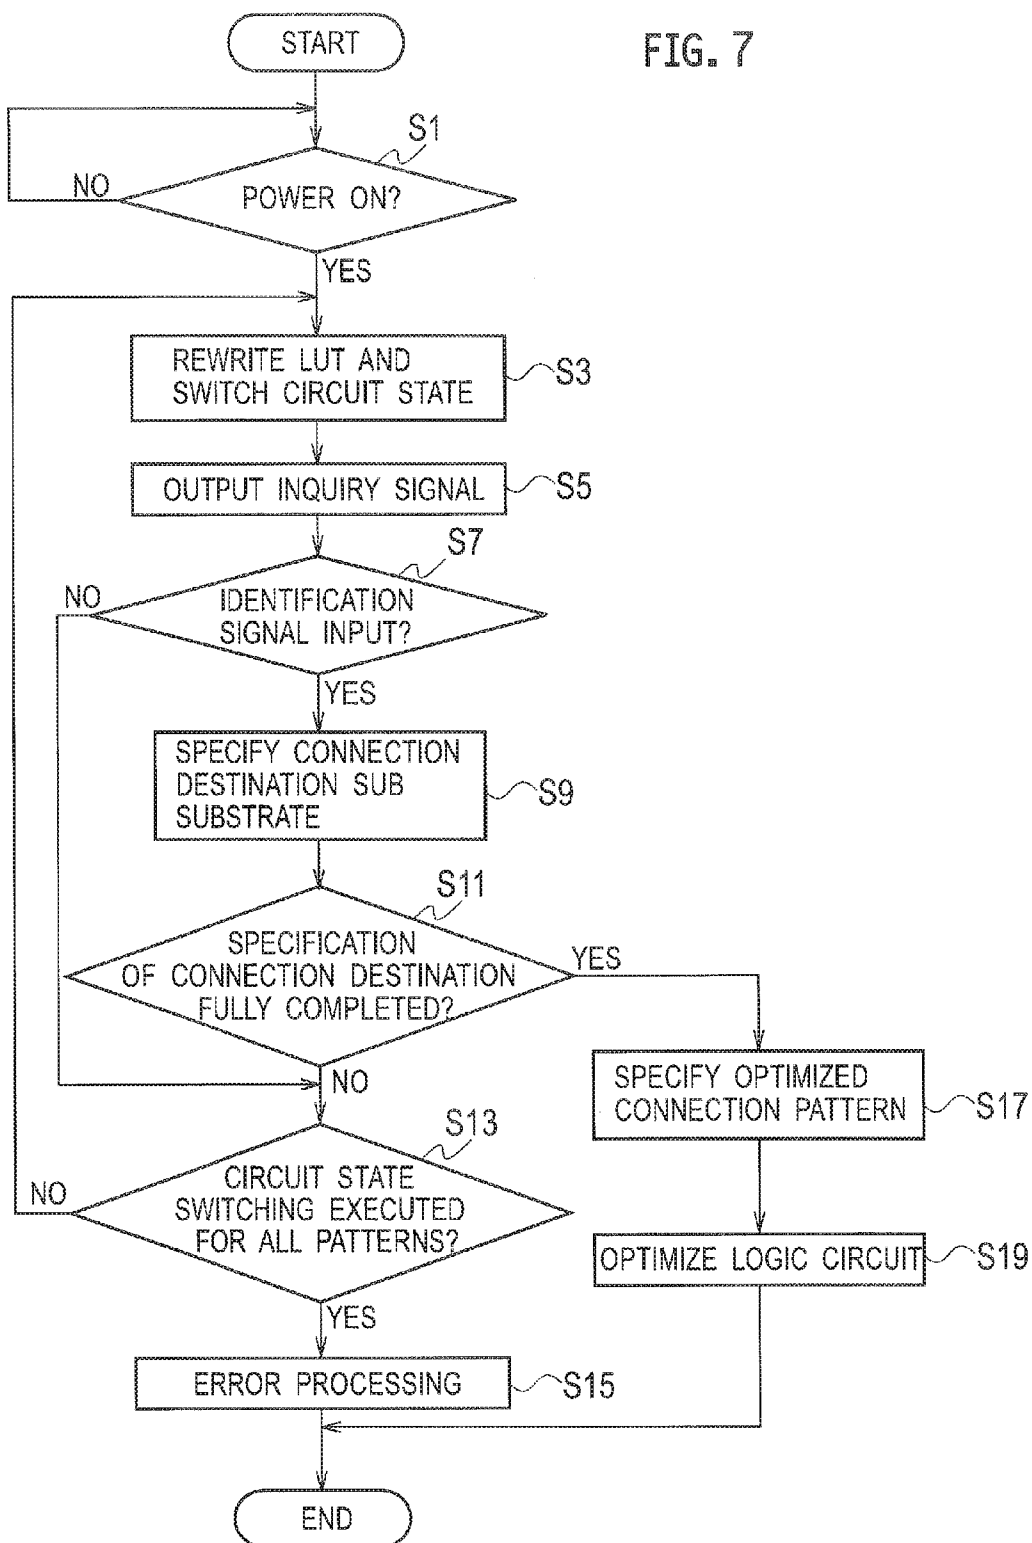 START
FIG. 7
S1
NO
POWER ON?
YES
REWRITE LUT AND
SWITCH CIRCUIT STATE
S3
OUTPUT INQUIRY SIGNAL
S5
S7
NO
IDENTIFICATION
SIGNAL INPUT?
YES
SPECIFY CONNECTION
DESTINATION SUB
SUBSTRATE
S9
S11
SPECIFICATION
OF CONNECTION DESTINATION
FULLY COMPLETED?
YES
NO
SPECIFY OPTIMIZED
CONNECTION PATTERN
S17
S13
NO
CIRCUIT STATE
SWITCHING EXECUTED
FOR ALL PATTERNS?
OPTIMIZE LOGIC CIRCUIT
S19
YES
ERROR PROCESSING
S15
END